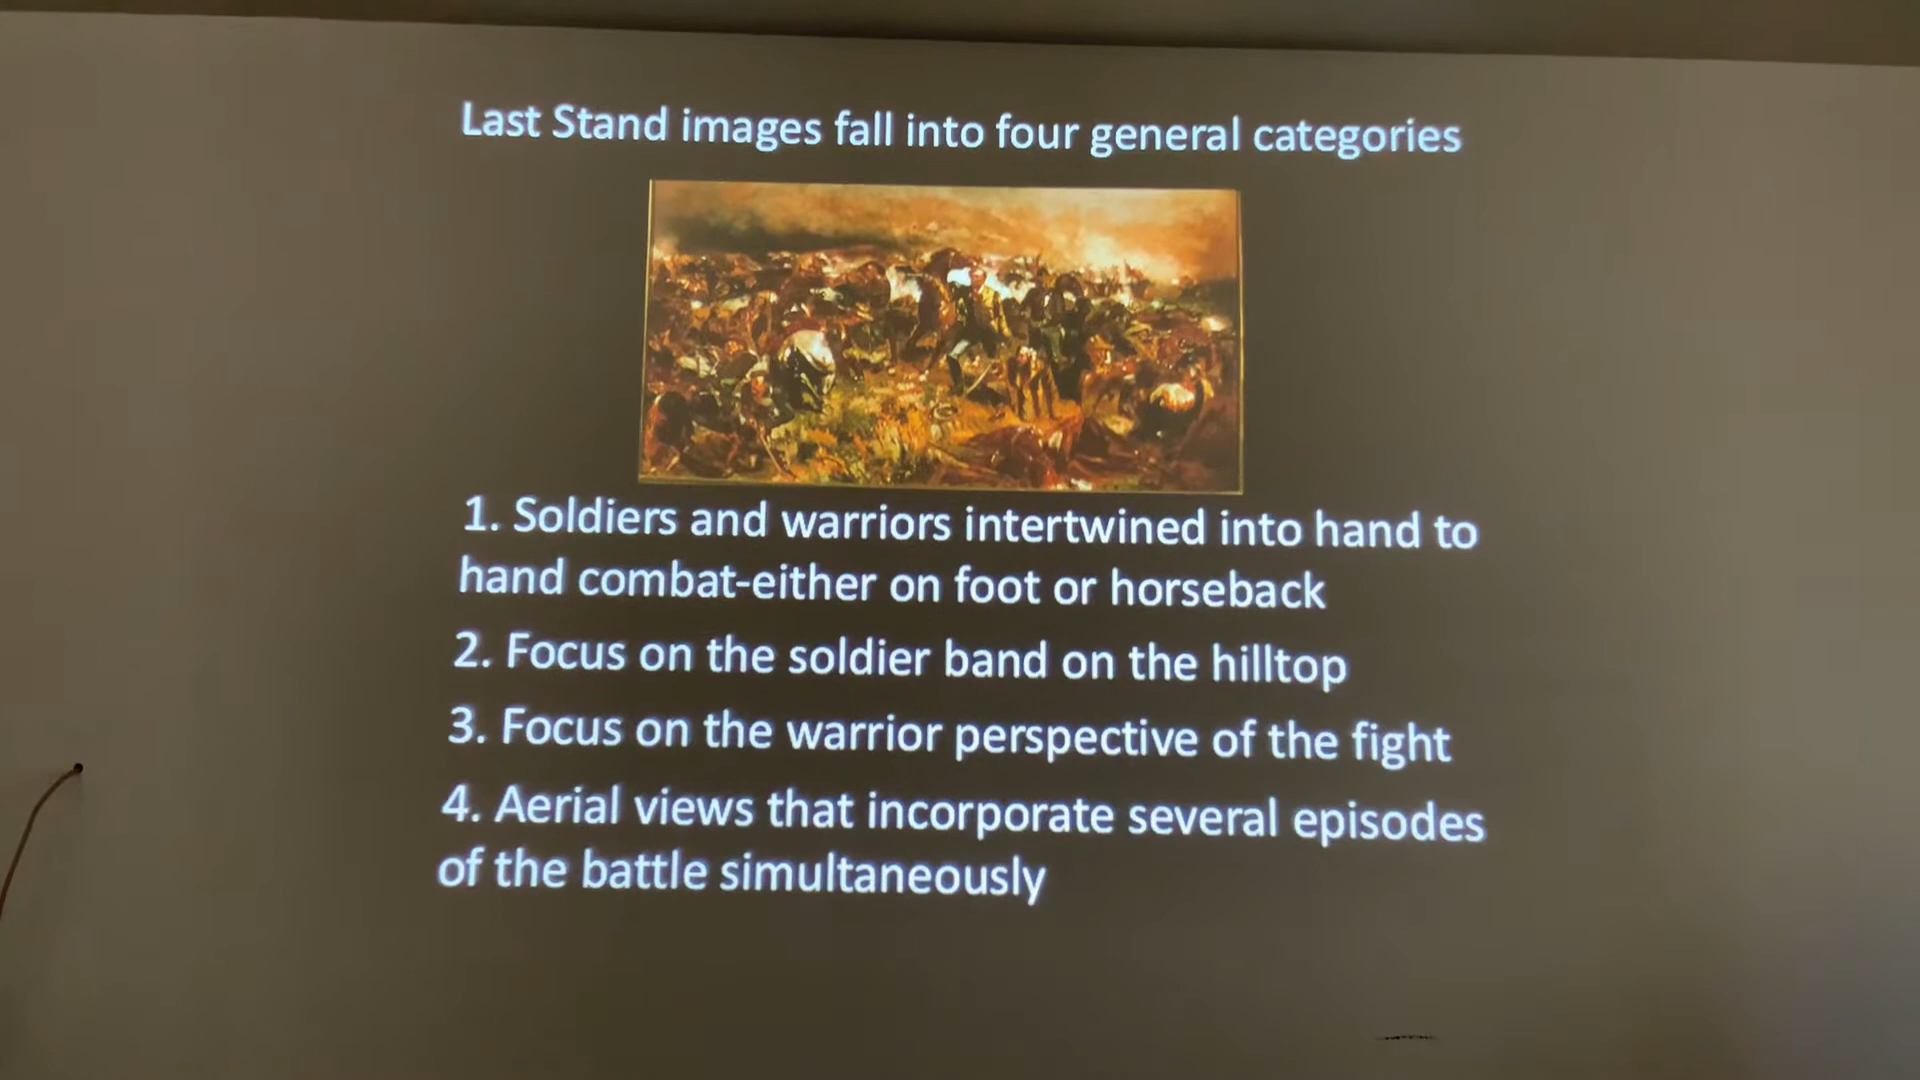 Last Stand images fall into four general categories
1. Soldiers and warriors intertwined into hand to
hand combat-either on foot or horseback
2. Focus on the soldier band on the hilltop
3. Focus on the warrior perspective of the fight
4. Aerial views that incorporate several episodes
of the battle simultaneously